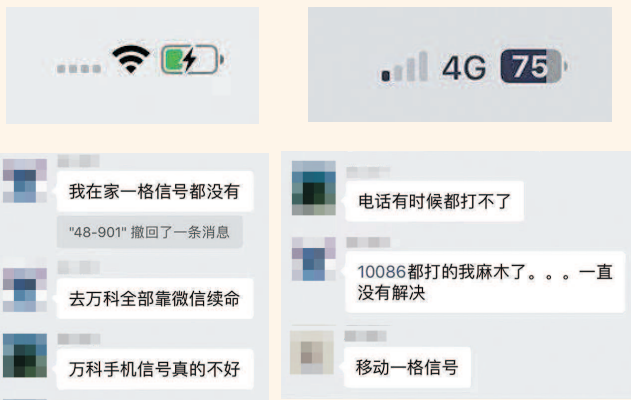 4G
75
我在家一格信号都没有
"48-901" 撤回了一条消息
去万科全部靠微信续命
万科手机信号真的不好
电话有时候都打不了
10086都打的我麻木了。。。一直
没有解决
移动一格信号